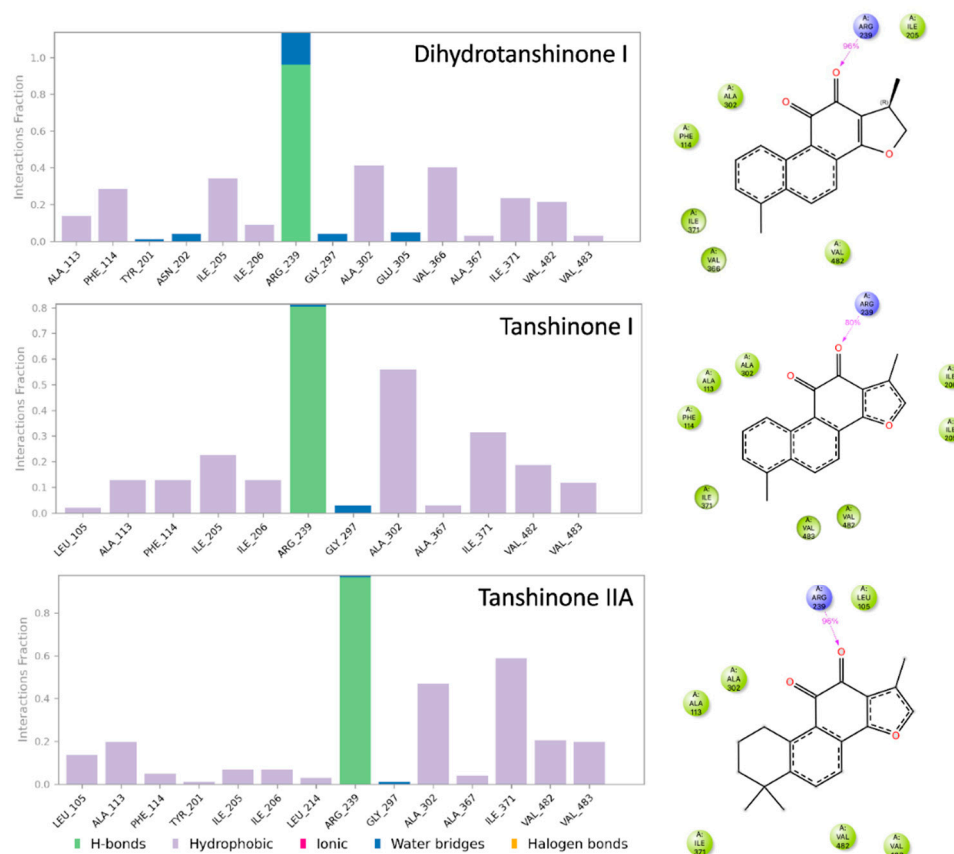 Dihydrotanshinone I
Interactions Fraction
1.0
0.8
0.6
0.4
0.2
0.0
ALA_113 PHE_114 TYR_201 ASN_202 ILE_205 ILE_206 ARG_239 GLY_297 ALA_302 GLU_305 VAL_366 ALA_367 ILE_371 VAL_482 VAL_483
A: ARG 239
A: ILE 205
96%
O
O
(R)
O
A: ALA 302
A: PHE 114
A: ILE 371
A: VAL 366
A: VAL 482
Tanshinone I
Interactions Fraction
0.8
0.7
0.6
0.5
0.4
0.3
0.2
0.1
0.0
LEU_105 ALA_113 PHE_114 ILE_205 ILE_206 ARG_239 GLY_297 ALA_302 ALA_367 ILE_371 VAL_482 VAL_483
A: ARG 239
80%
O
O
O
A: ALA 302
A: ALA 113
A: PHE 114
A: ILE 371
A: VAL 483
A: VAL 482
A: ILE
A: ILE
Tanshinone IIA
Interactions Fraction
0.8
0.6
0.4
0.2
0.0
LEU_105 ALA_113 PHE_114 TYR_201 ILE_205 ILE_206 LEU_214 ARG_239 GLY_297 ALA_302 ALA_367 ILE_371 VAL_482 VAL_483
A: ARG 239
A: LEU 105
96%
O
O
O
A: ALA 302
A: ALA 113
A: ILE 371
A: VAL 482
A: VAL
H-bonds Hydrophobic Ionic Water bridges Halogen bonds